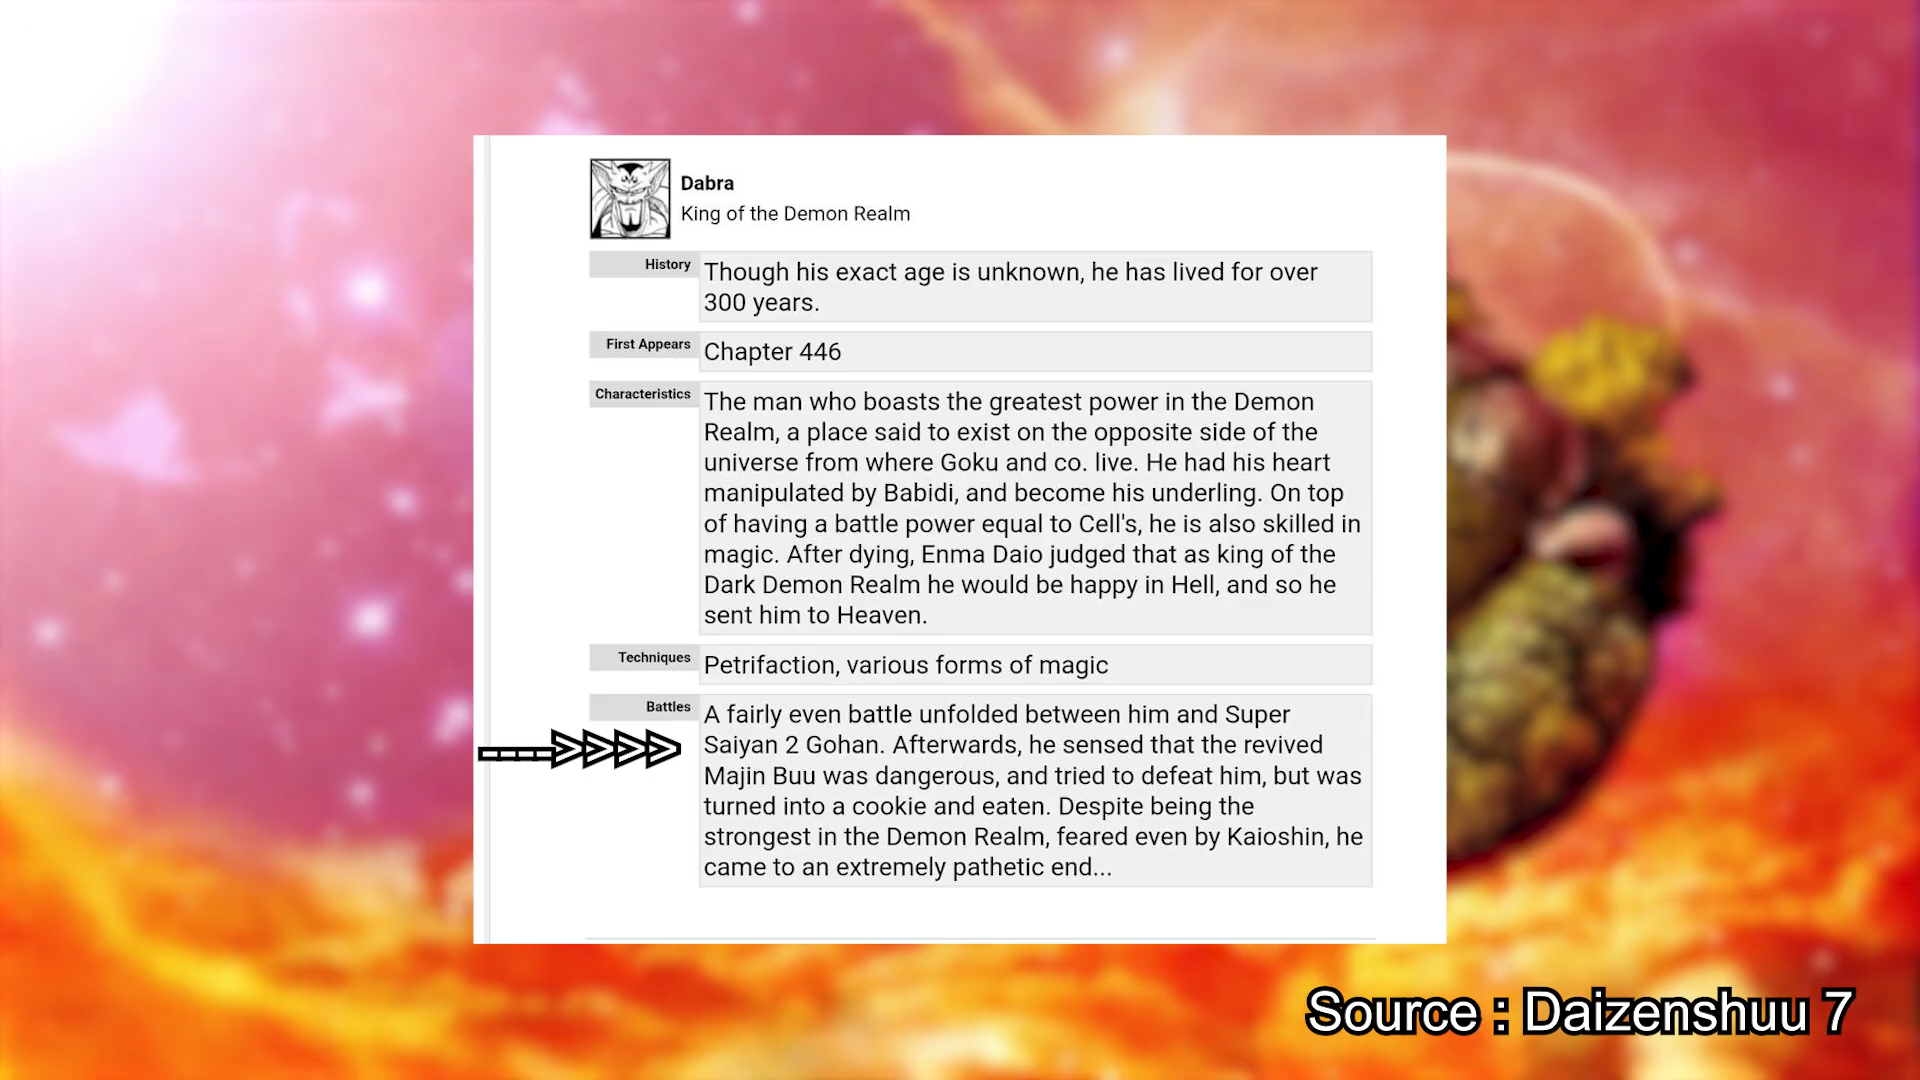 Dabra
King of the Demon Realm
History
Though his exact age is unknown, he has lived for over
300 years.
First Appears
Chapter 446
Characteristics
The man who boasts the greatest power in the Demon
Realm, a place said to exist on the opposite side of the
universe from where Goku and co. live. He had his heart
manipulated by Babidi, and become his underling. On top
of having a battle power equal to Cell's, he is also skilled in
magic. After dying, Enma Daio judged that as king of the
Dark Demon Realm he would be happy in Hell, and so he
sent him to Heaven.
Techniques
Petrifaction, various forms of magic
Battles
A fairly even battle unfolded between him and Super
Saiyan 2 Gohan. Afterwards, he sensed that the revived
Majin Buu was dangerous, and tried to defeat him, but was
turned into a cookie and eaten. Despite being the
strongest in the Demon Realm, feared even by Kaioshin, he
came to an extremely pathetic end...
Source : Daizenshuu 7